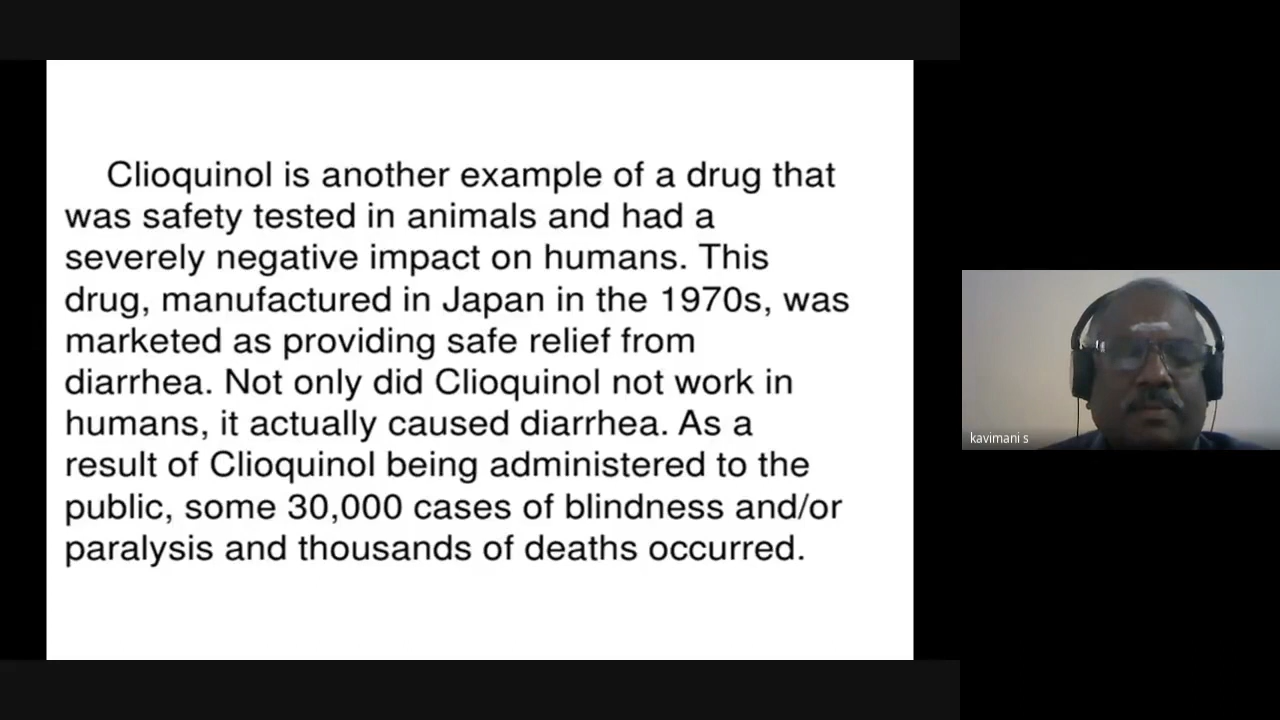 Clioquinol is another example of a drug that
was safety tested in animals and had a
severely negative impact on humans. This
drug, manufactured in Japan in the 1970s, was
marketed as providing safe relief from
diarrhea. Not only did Clioquinol not work in
humans, it actually caused diarrhea. As a
result of Clioquinol being administered to the
public, some 30,000 cases of blindness and/or
paralysis and thousands of deaths occurred.
kavimani s